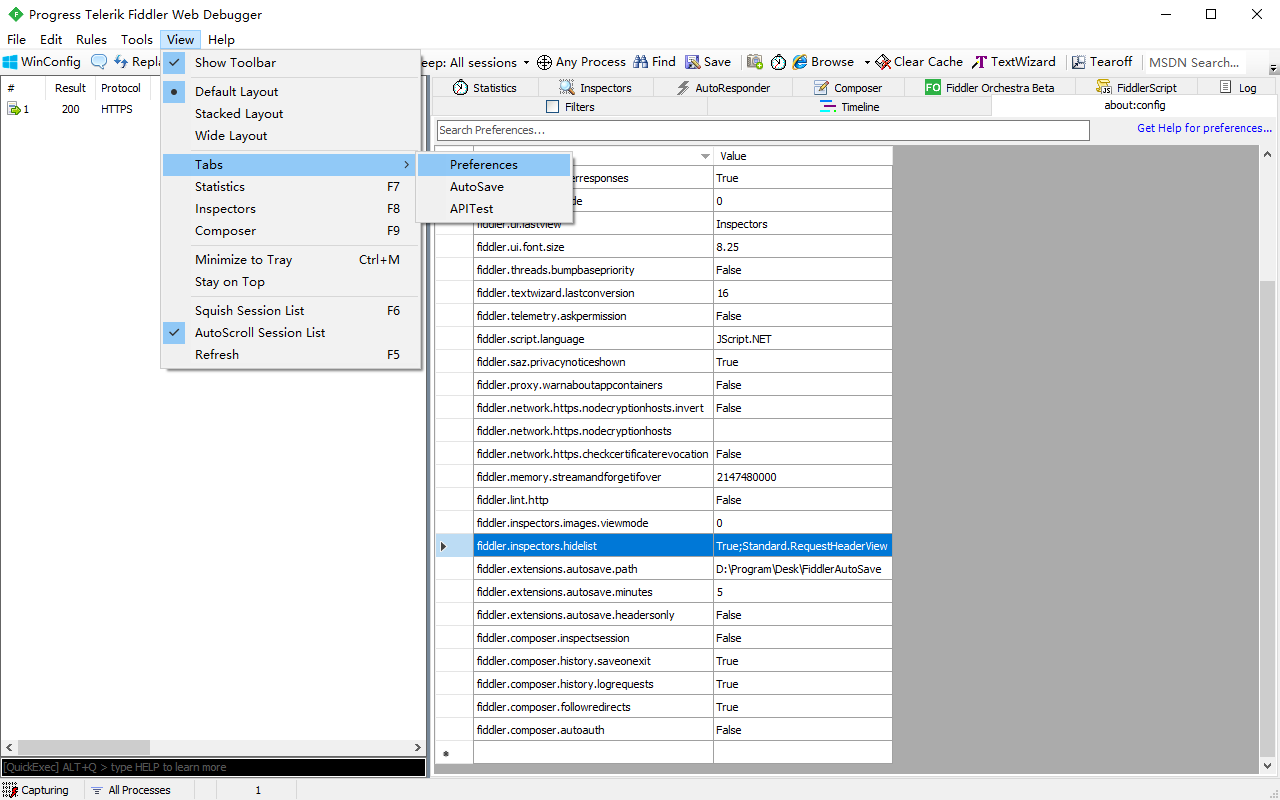 Progress Telerik Fiddler Web Debugger
File Edit Rules Tools View Help
WinConfig Repla eep: All sessions Any Process Find Save Browse Clear Cache TextWizard Tearoff MSDN Search...
# Result Protocol
1 200 HTTPS
Show Toolbar
Default Layout
Stacked Layout
Wide Layout
Tabs
Statistics F7
Inspectors F8
Composer F9
Minimize to Tray Ctrl+M
Stay on Top
Squish Session List F6
AutoScroll Session List
Refresh F5
Preferences
AutoSave
APITest
Statistics Inspectors AutoResponder Composer FO Fiddler Orchestra Beta FiddlerScript Log
Filters Timeline about:config
Search Preferences... Get Help for preferences...
Value
erresponses True
de 0
fiddler.ui.lastview Inspectors
fiddler.ui.font.size 8.25
fiddler.threads.bumpbasepriority False
fiddler.textwizard.lastconversion 16
fiddler.telemetry.askpermission False
fiddler.script.language JScript.NET
fiddler.saz.privacynoticeshown True
fiddler.proxy.warnaboutappcontainers False
fiddler.network.https.nodecryptionhosts.invert False
fiddler.network.https.nodecryptionhosts
fiddler.network.https.checkcertificaterevocation False
fiddler.memory.streamandforgetifover 2147480000
fiddler.lint.http False
fiddler.inspectors.images.viewmode 0
fiddler.inspectors.hidelist True;Standard.RequestHeaderView
fiddler.extensions.autosave.path D:\Program\Desk\FiddlerAutoSave
fiddler.extensions.autosave.minutes 5
fiddler.extensions.autosave.headersonly False
fiddler.composer.inspectsession False
fiddler.composer.history.saveonexit True
fiddler.composer.history.logrequests True
fiddler.composer.followredirects True
fiddler.composer.autoauth False
[QuickExec] ALT+Q > type HELP to learn more
Capturing All Processes 1